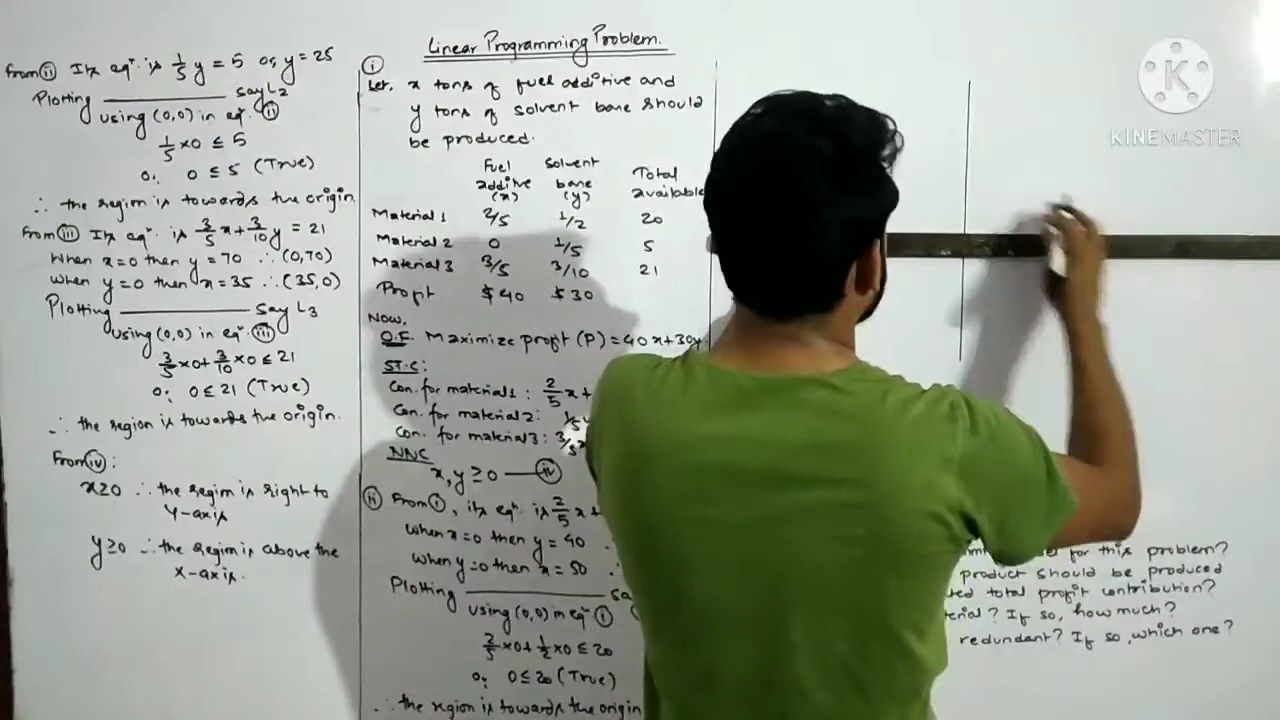 Linear Programming Problem.
From (ii) Its eqn is 1/5 y = 5 or, y = 25
Plotting ________ say L2
using (0,0) in eqn (ii)
1/5 × 0 ≤ 5
or, 0 ≤ 5 (True)
∴ the region is towards the origin
From (iii) Its eqn is 3/5 x + 3/10 y = 21
When x=0 then y = 70 ∴ (0,70)
When y=0 then x = 35 ∴ (35,0)
Plotting ________ say L3
using (0,0) in eqn (iii)
3/5 × 0 + 3/10 × 0 ≤ 21
or, 0 ≤ 21 (True)
∴ the region is towards the origin.
From (iv):
x≥0 ∴ the region is right to
Y-axis
y≥0 ∴ the region is above the
X-axis.
(i)
Let, x tons of fuel additive and
y tons of solvent base should
be produced.
Fuel additive (x) Solvent base (y) Total available
Material 1 2/5 1/2 20
Material 2 0 1/5 5
Material 3 3/5 3/10 21
Profit $40 $30
Now,
O.F. Maximize profit (P) = 40x+30y
S.T.C:
Con. for material 1: 2/5 x +
Con. for material 2: 1/5
Con. for material 3: 3/5
NNC
x, y ≥ 0 — (iv)
(ii) From (i), its eqn is 2/5 x +
When x=0 then y = 40
When y=0 then x = 50
Plotting ________
using (0,0) in eqn (i)
2/5 × 0 + 1/2 × 0 ≤ 20
or, 0 ≤ 20 (True)
∴ the region is towards the origin
for this problem?
product should be produced
total profit contribution?
If so, how much?
redundant? If so, which one?
K
KINEMASTER